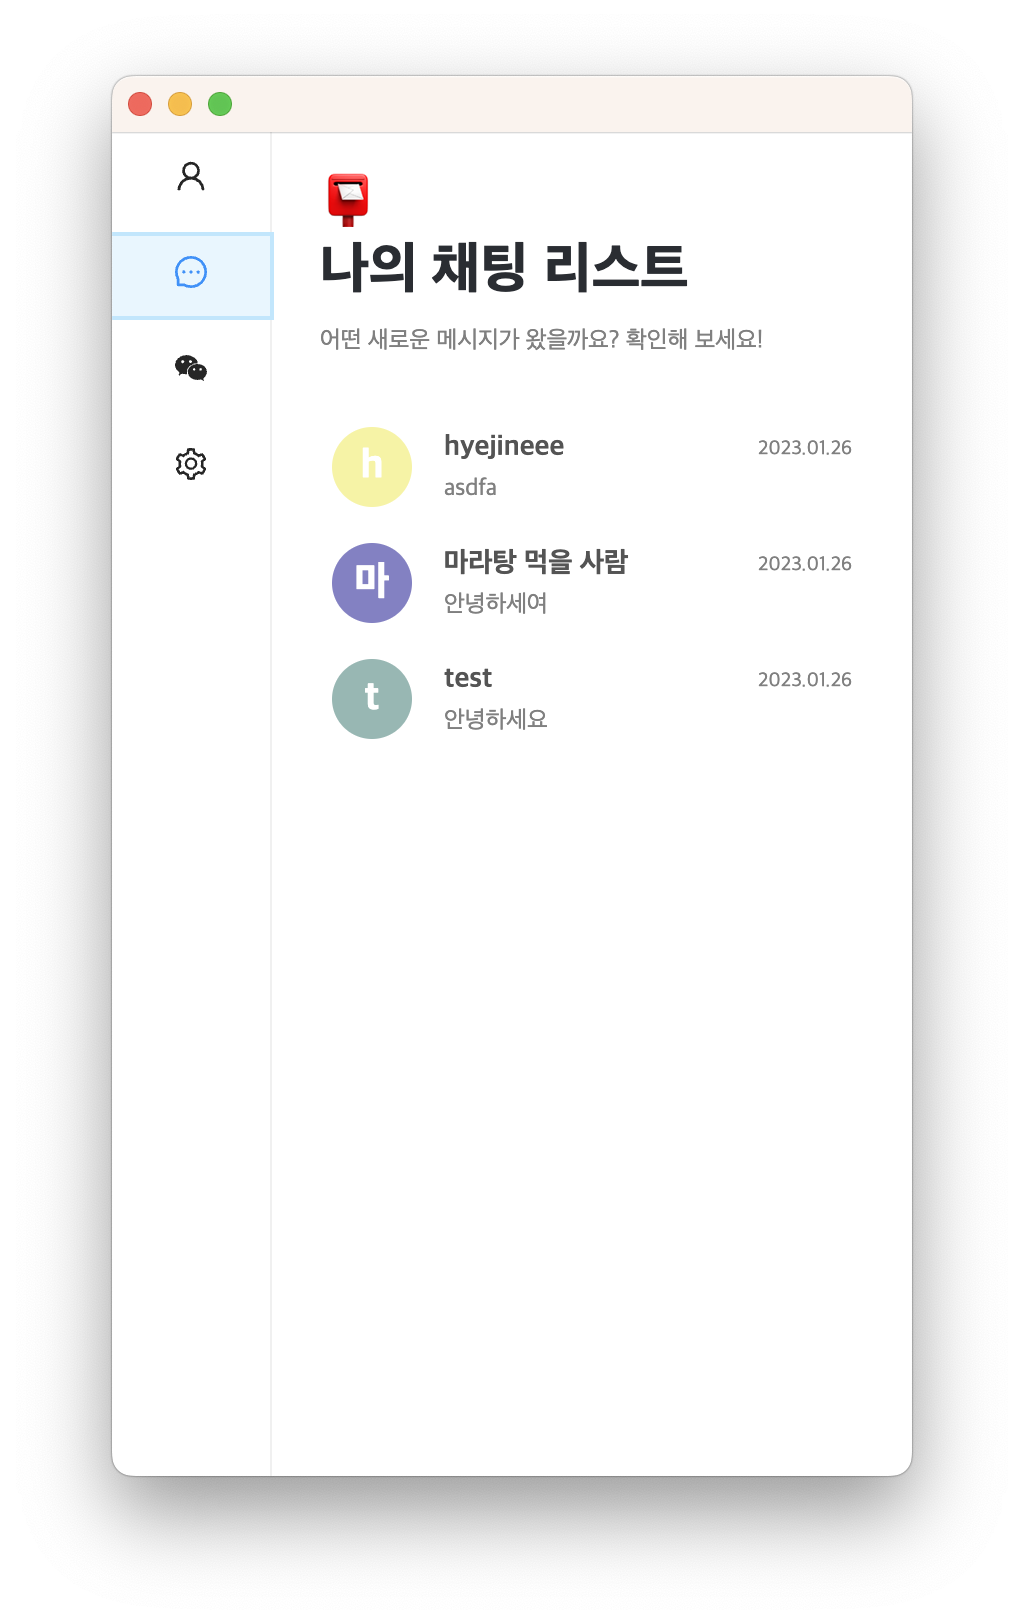 나의 채팅 리스트
어떤 새로운 메시지가 왔을까요? 확인해 보세요!
h
hyejineee
2023.01.26
asdfa
마
마라탕 먹을 사람
2023.01.26
안녕하세여
t
test
2023.01.26
안녕하세요